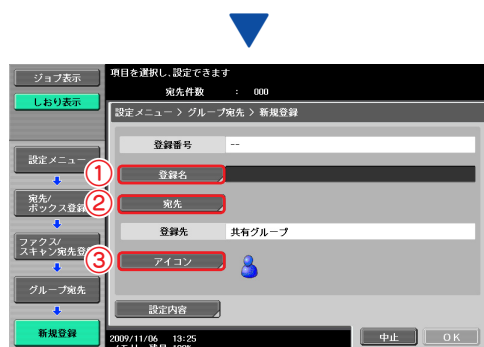 ジョブ表示
しおり表示
項目を選択し、設定できます
宛先件数 : 000
設定メニュー > グループ宛先 > 新規登録
登録番号 --
設定メニュー
① 登録名
宛先/
ボックス登録
② 宛先
登録先 共有グループ
ファクス/
スキャン宛先登
③ アイコン
グループ宛先
設定内容
新規登録
2009/11/06 13:25
中止
OK